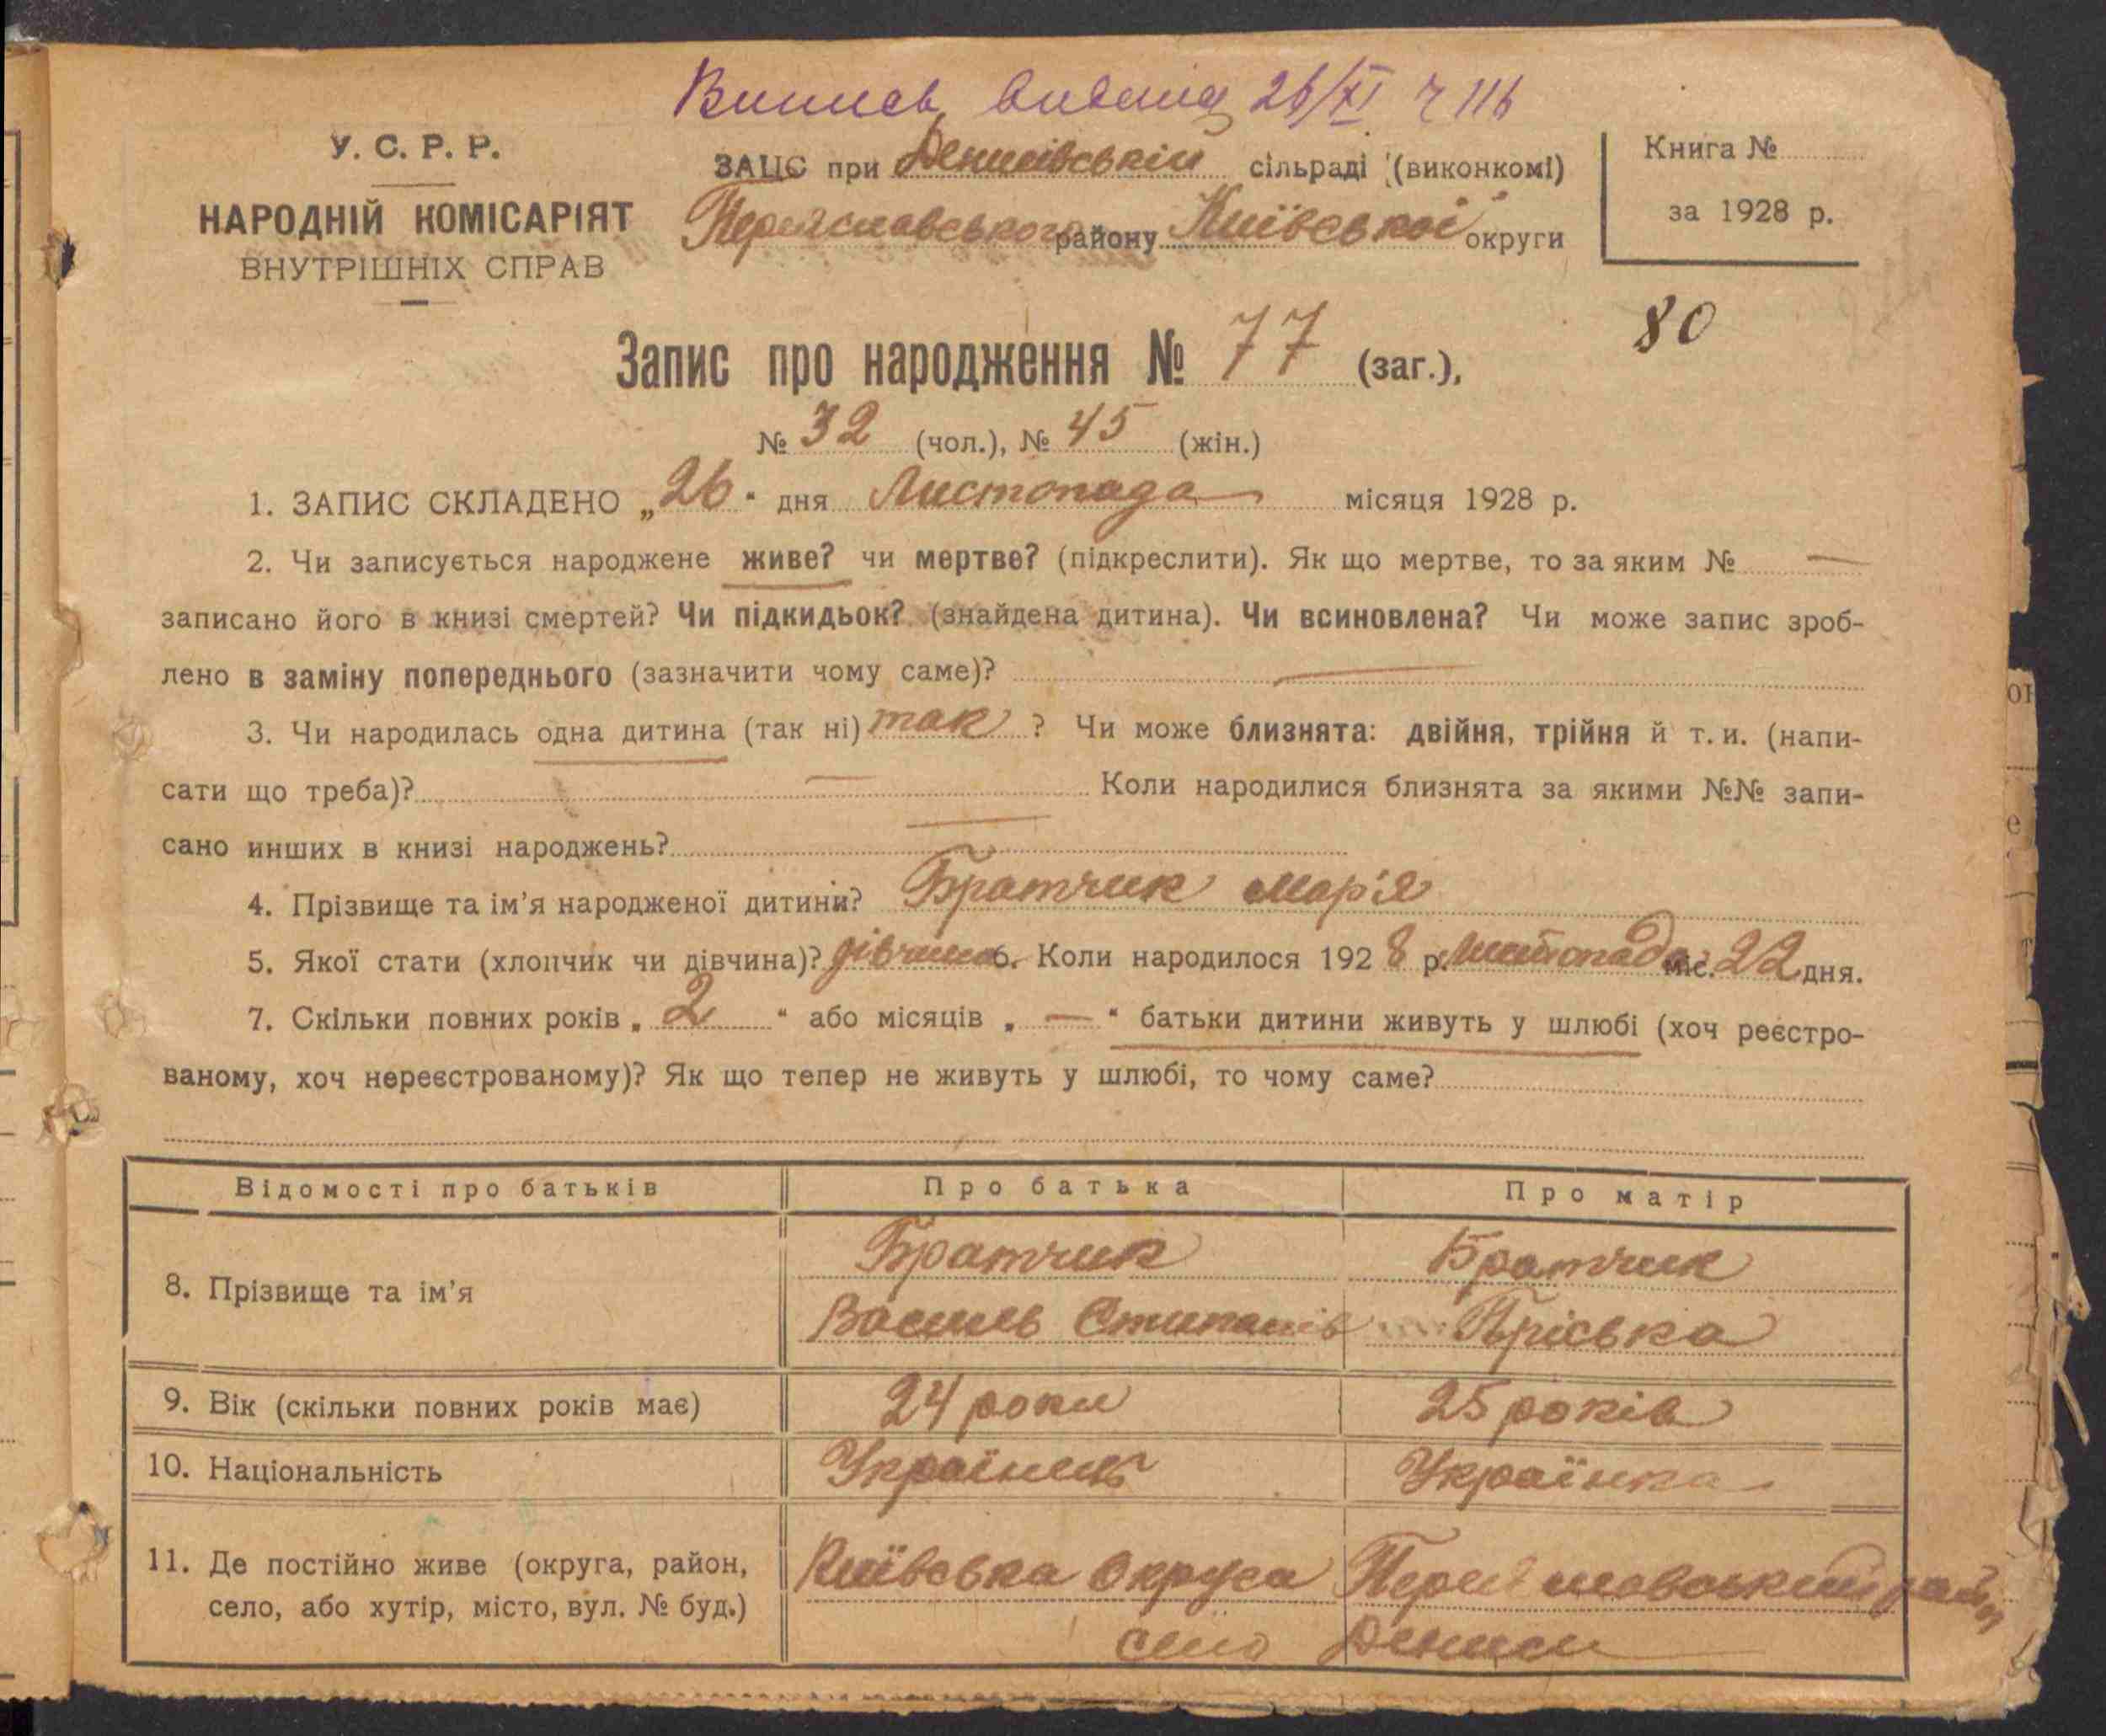 Випись видана 26/XI ч 116
У. С. Р. Р.
НАРОДНІЙ КОМІСАРІЯТ
ВНУТРІШНІХ СПРАВ
ЗАЦС при Денисівській сільраді (виконкомі)
Переяславського району Київської округи
Книга №
за 1928 р.
80
Запис про народження № 77 (заг.),
№ 32 (чол.), № 45 (жін.)
1. ЗАПИС СКЛАДЕНО „26" дня Листопада місяця 1928 р.
2. Чи записується народжене живе? чи мертве? (підкреслити). Як що мертве, то за яким № —
записано його в книзі смертей? Чи підкидьок? (знайдена дитина). Чи всиновлена? Чи може запис зроб-
лено в заміну попереднього (зазначити чому саме)? —
3. Чи народилась одна дитина (так ні) так ? Чи може близнята: двійня, трійня й т. и. (напи-
сати що треба)? — Коли народилися близнята за якими №№ запи-
сано инших в книзі народжень? —
4. Прізвище та ім'я народженої дитини? Братчик Марія
5. Якої стати (хлопчик чи дівчина)? дівчина 6. Коли народилося 1928 р. Листопада міс. 22 дня.
7. Скільки повних років „ 2 " або місяців „ — " батьки дитини живуть у шлюбі (хоч реєстро-
ваному, хоч нереєстрованому)? Як що тепер не живуть у шлюбі, то чому саме?
Відомості про батьків Про батька Про матір
8. Прізвище та ім'я Братчик Братчик
Василь Стипанів Пріська
9. Вік (скільки повних років має) 24 роки 25 років
10. Національність Українець Українка
11. Де постійно живе (округа, район, Київська Округа Переяславський район
село, або хутір, місто, вул. № буд.) село Дениси